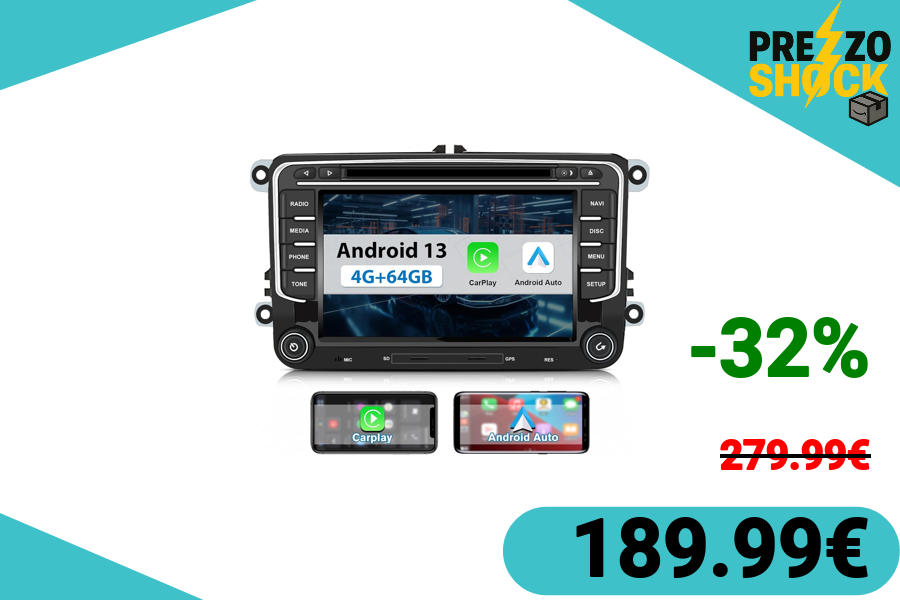 PREZZO
SHOCK
RADIO
MEDIA
PHONE
TONE
NAVI
DISC
MENU
SETUP
Android 13
4G+64GB
CarPlay
Android Auto
MIC
SD
GPS
RES
Carplay
Android Auto
-32%
279.99€
189.99€